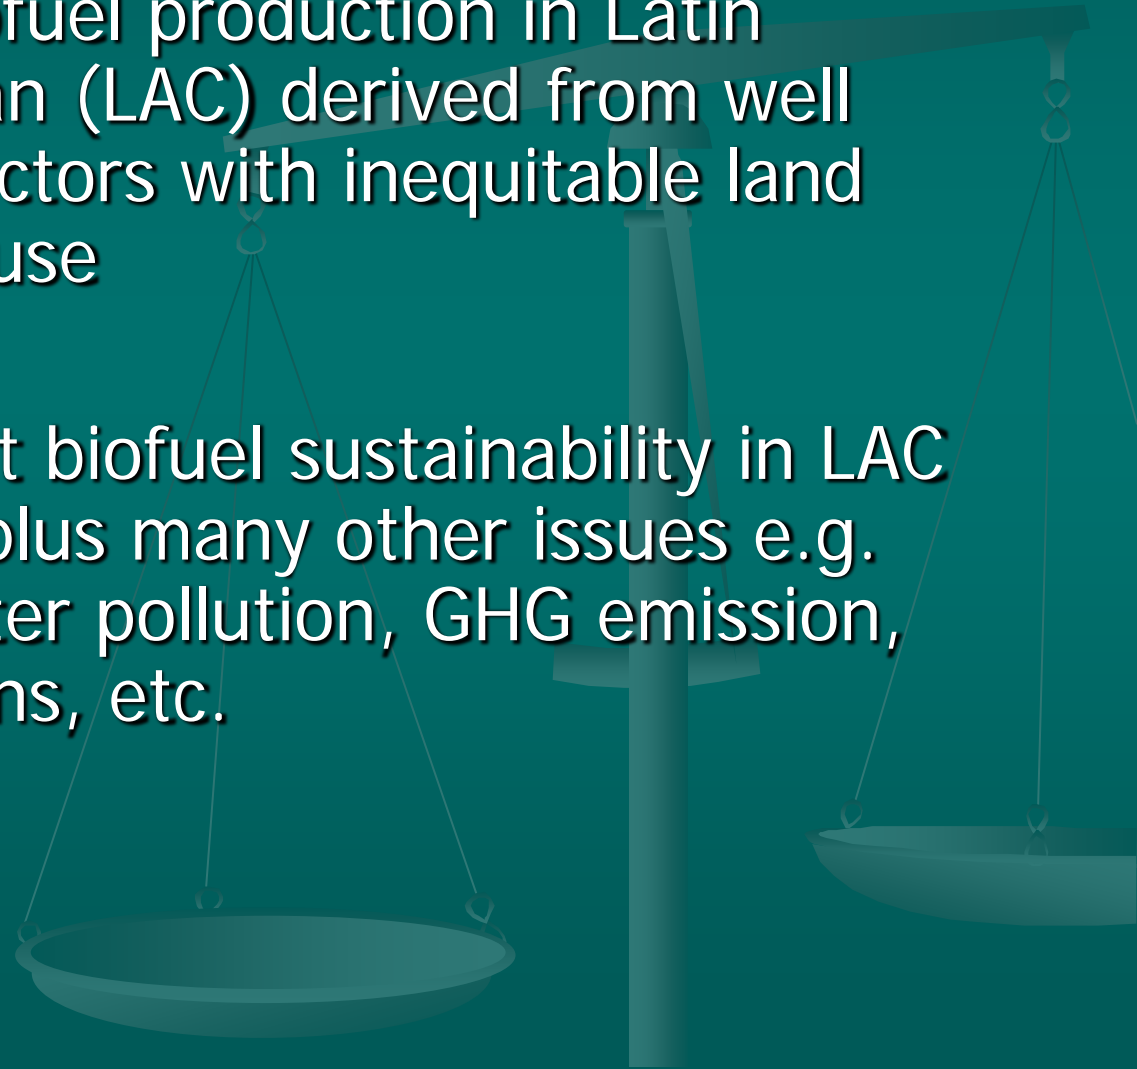 fuel production in Latin
n (LAC) derived from well
ctors with inequitable land
use
t biofuel sustainability in LAC
plus many other issues e.g.
ter pollution, GHG emission,
ns, etc.